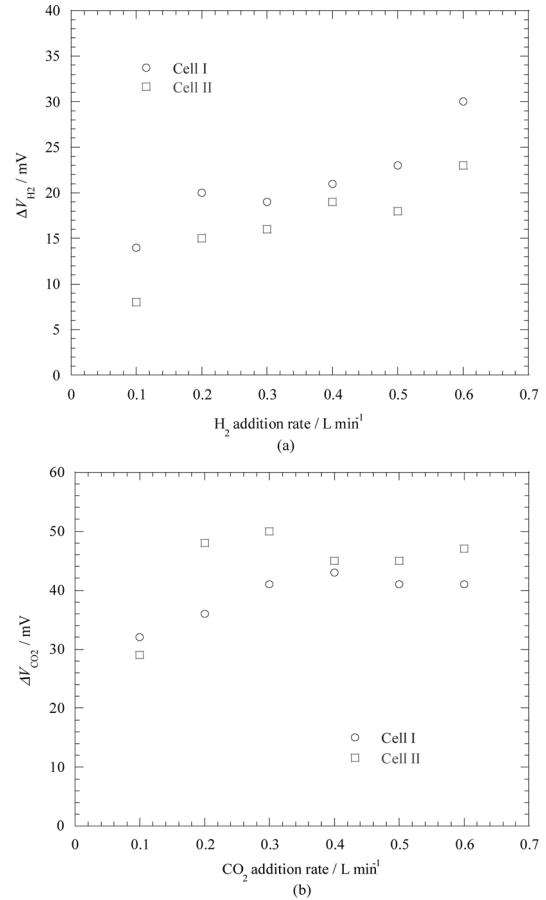 40
35
30
25
20
15
10
5
0
ΔV_H2 / mV
Cell I
Cell II
0 0.1 0.2 0.3 0.4 0.5 0.6 0.7
H₂ addition rate / L min⁻¹
(a)
60
50
40
30
20
10
0
ΔV_CO2 / mV
Cell I
Cell II
0 0.1 0.2 0.3 0.4 0.5 0.6 0.7
CO₂ addition rate / L min⁻¹
(b)